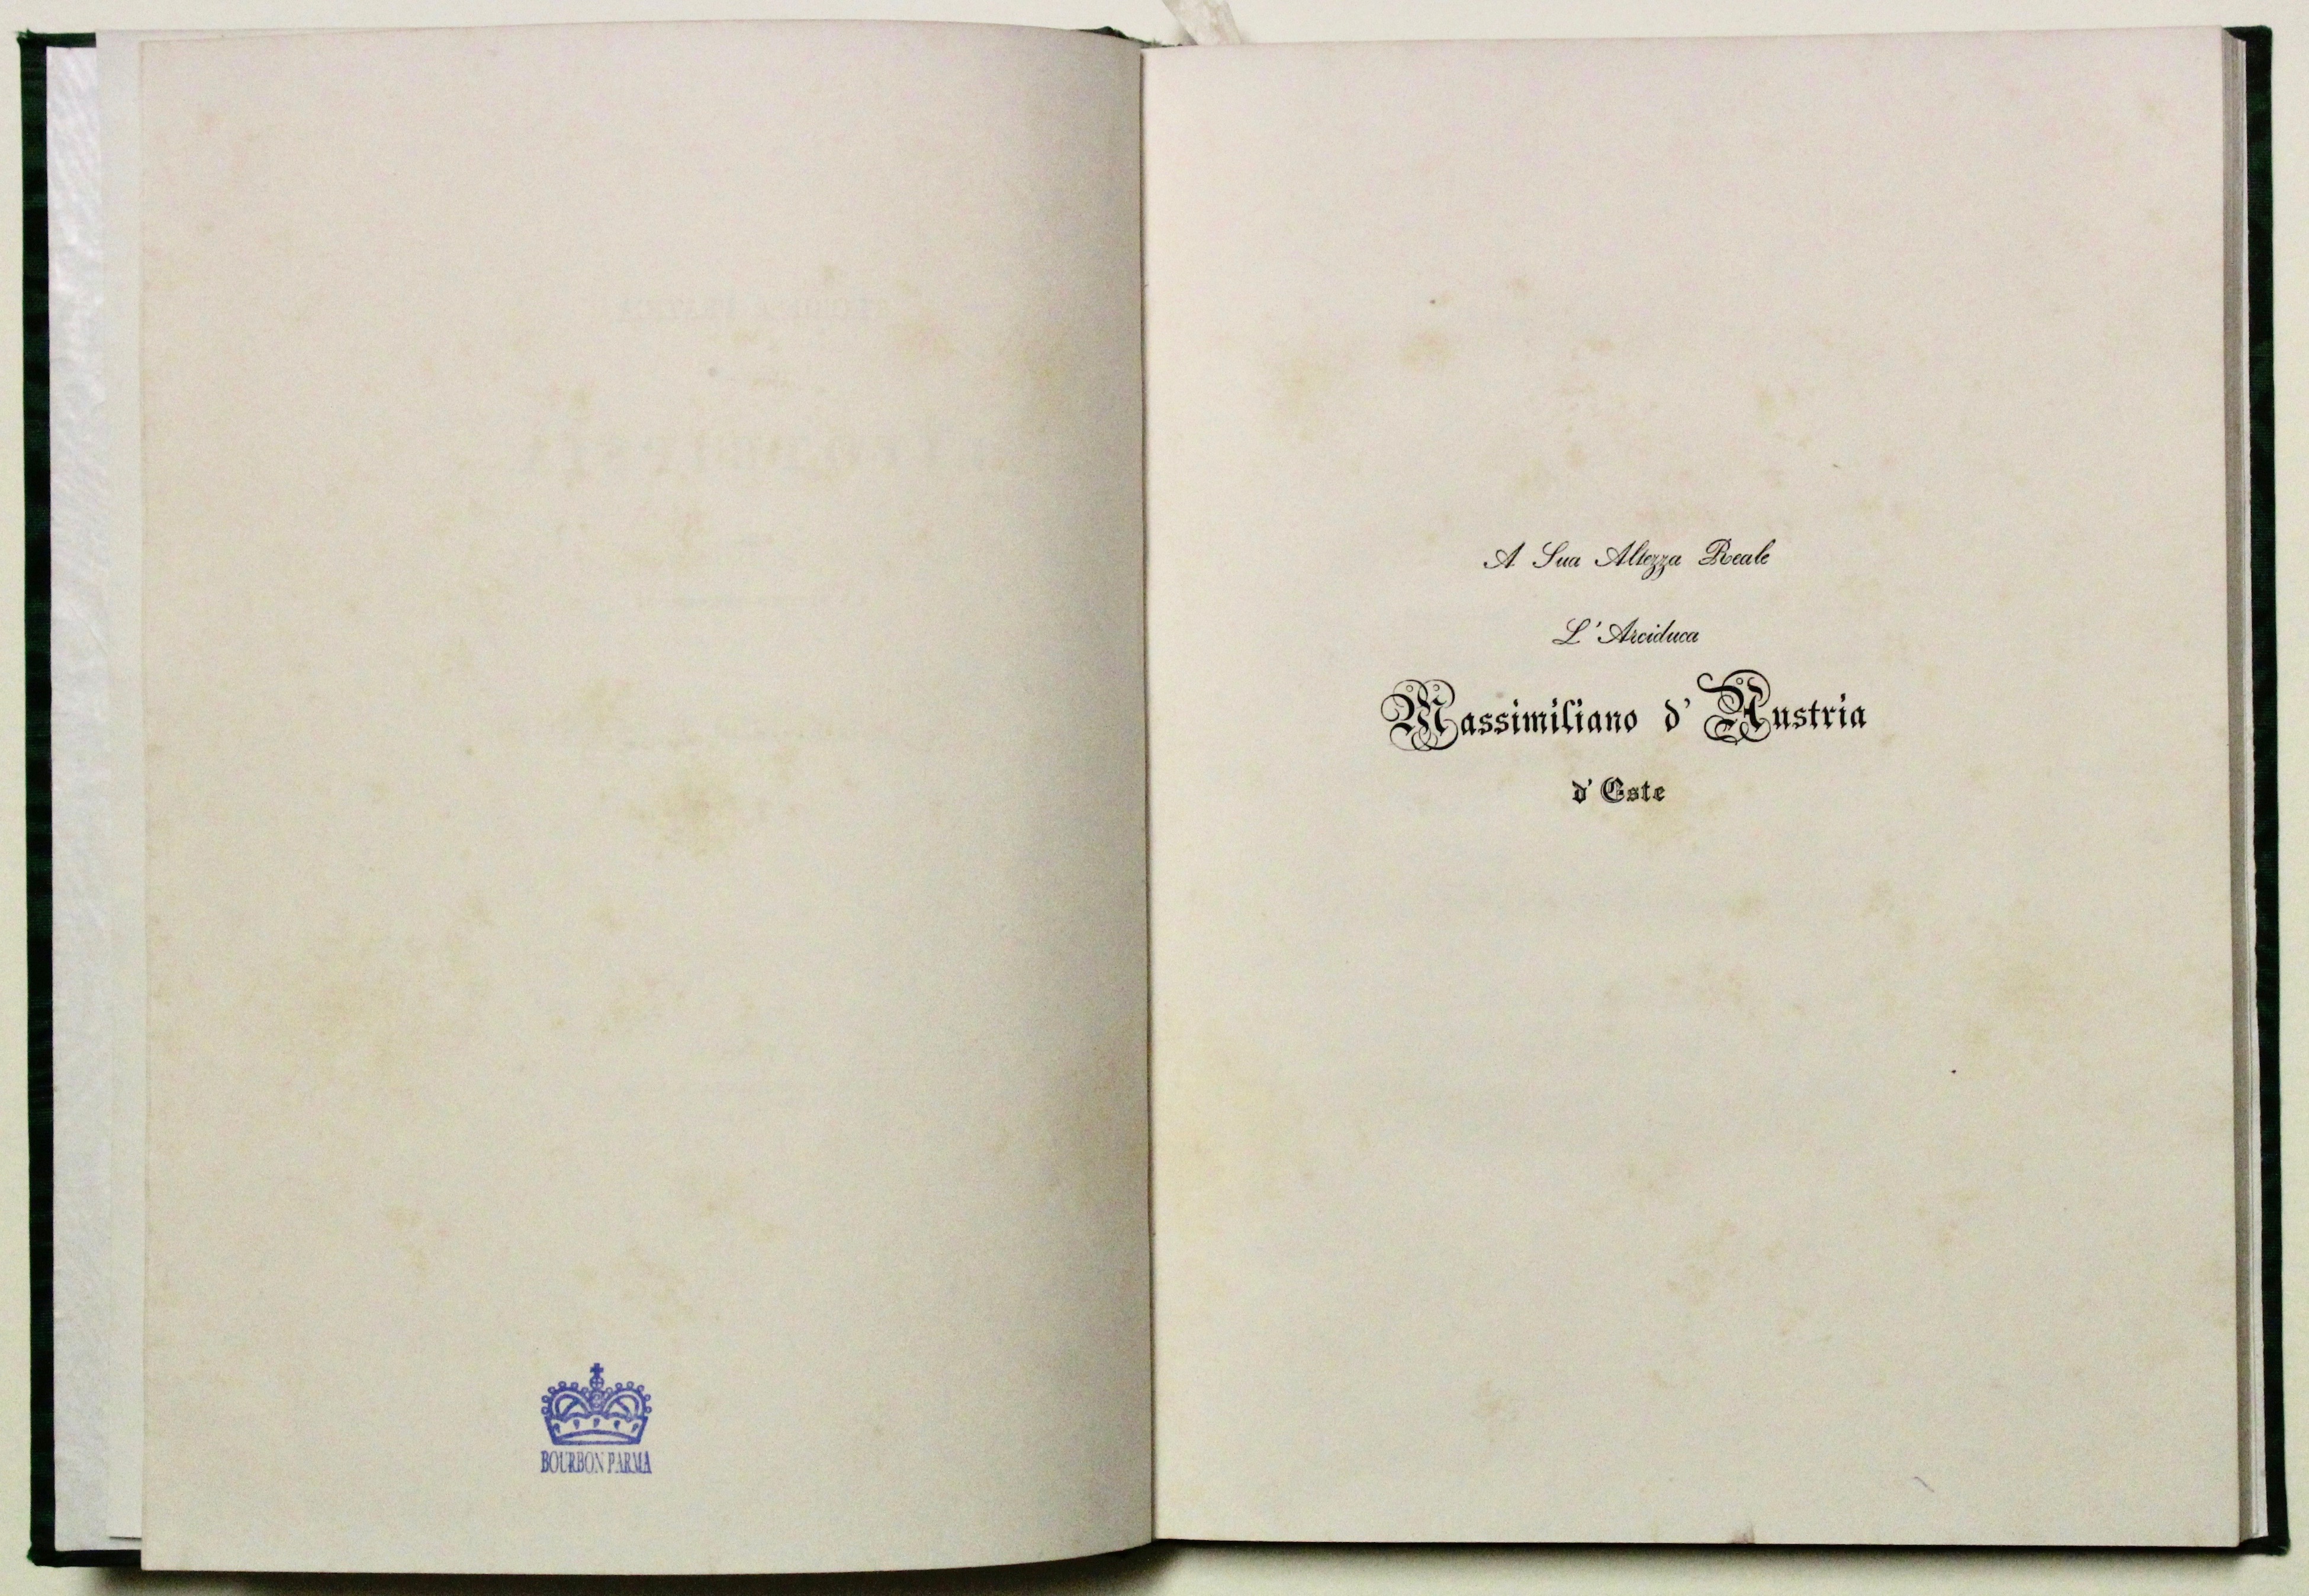 BOURBON PARMA
A Sua Altezza Reale
L' Arciduca
Massimiliano d' Austria
d' Este